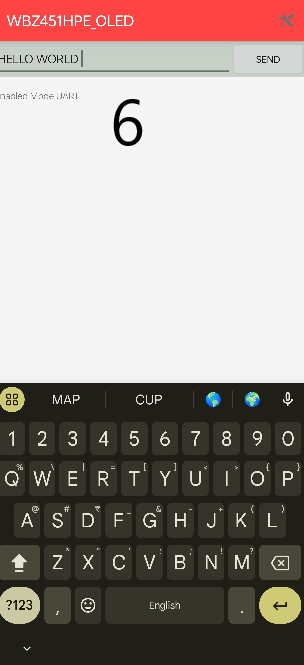 WBZ451HPE_OLED
HELLO WORLD
SEND
nabled Mode UART
6
MAP CUP
1 2 3 4 5 6 7 8 9 0
% \ | = [ ] < > { }
Q W E R T Y U I O P
@ # ₹ _ & - + ( )
A S D F G H J K L
* " ' : ; ! ?
Z X C V B N M
?123 , English .